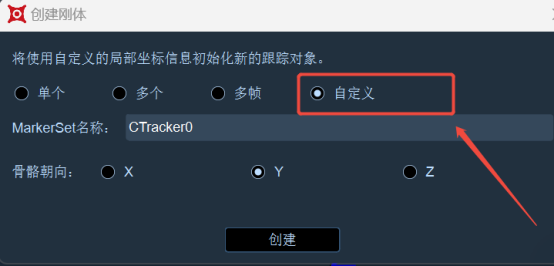 创建刚体
将使用自定义的局部坐标信息初始化新的跟踪对象。
单个 多个 多帧 自定义
MarkerSet名称： CTracker0
骨骼朝向： X Y Z
创建